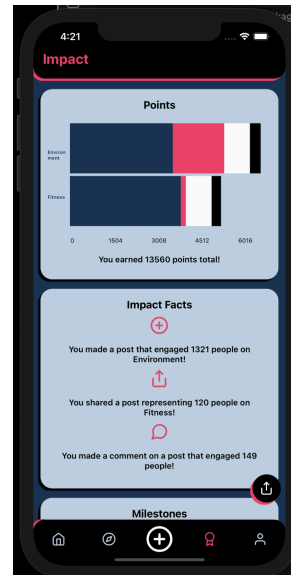 4:21
Impact
Points
Environ
ment
Fitness
0 1504 3008 4512 6016
You earned 13560 points total!
Impact Facts
You made a post that engaged 1321 people on
Environment!
You shared a post representing 120 people on
Fitness!
You made a comment on a post that engaged 149
people!
Milestones